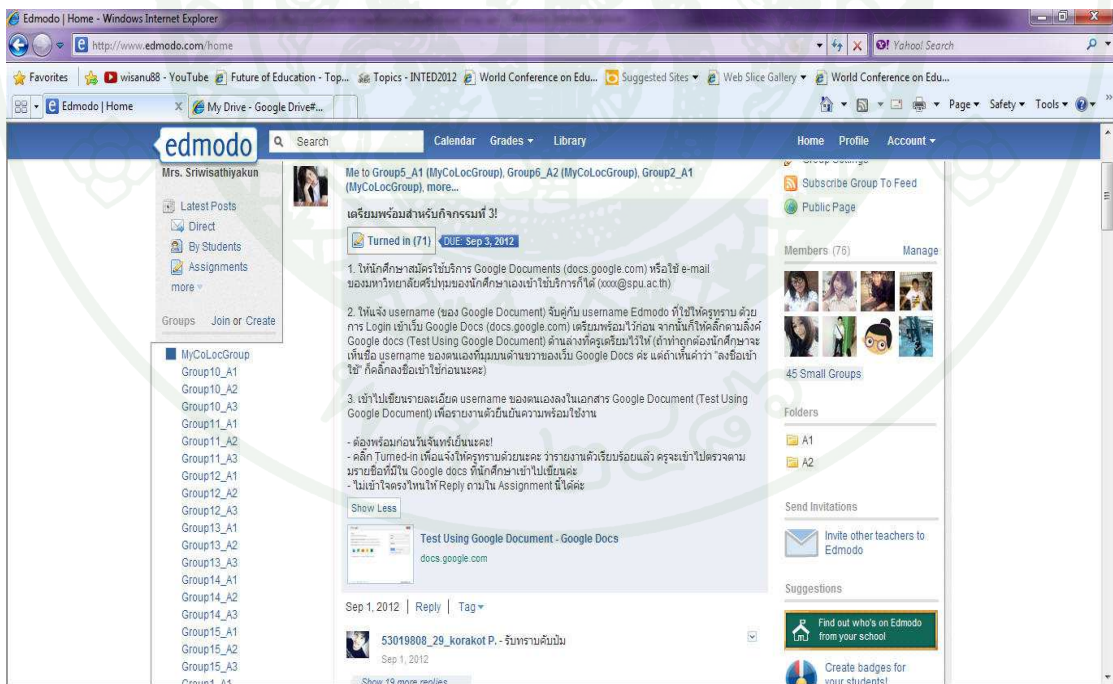 Edmodo | Home - Windows Internet Explorer
http://www.edmodo.com/home
Yahoo! Search
Favorites wisanu88 - YouTube Future of Education - Top... Topics - INTED2012 World Conference on Edu... Suggested Sites Web Slice Gallery World Conference on Edu...
Edmodo | Home x My Drive - Google Drive#...
Page Safety Tools
edmodo
Search
Calendar Grades Library
Home Profile Account
Mrs. Sriwisathiyakun
Latest Posts
Direct
By Students
Assignments
more
Groups Join or Create
MyCoLocGroup
Group10_A1
Group10_A2
Group10_A3
Group11_A1
Group11_A2
Group11_A3
Group12_A1
Group12_A2
Group12_A3
Group13_A1
Group13_A2
Group13_A3
Group14_A1
Group14_A2
Group14_A3
Group15_A1
Group15_A2
Group15_A3
Group1_A1
Me to Group5_A1 (MyCoLocGroup), Group6_A2 (MyCoLocGroup), Group2_A1
(MyCoLocGroup), more...
เตรียมพร้อมสำหรับกิจกรรมที่ 3!
Turned in (71) DUE: Sep 3, 2012
1. ให้นักศึกษาสมัครใช้บริการ Google Documents (docs.google.com) หรือใช้ e-mail
ของมหาวิทยาลัยศรีปทุมของนักศึกษาเองเข้าใช้บริการก็ได้ (xxxx@spu.ac.th)
2. ให้แจ้ง username (ของ Google Document) จับคู่กับ username Edmodo ที่ใช้ให้ครูทราบ ด้วย
การ Login เข้าเว็บ Google Docs (docs.google.com) เตรียมพร้อมไว้ก่อน จากนั้นก็ให้คลิ๊กตามลิ้งค์
Google docs (Test Using Google Document) ด้านล่างที่ครูเตรียมไว้ให้ (ถ้าทำถูกต้องนักศึกษาจะ
เห็นชื่อ username ของตนเองที่มุมบนด้านขวาของเว็บ Google Docs ค่ะ แต่ถ้าเห็นคำว่า "ลงชื่อเข้า
ใช้" ก็คลิ๊กลงชื่อเข้าใช้ก่อนนะคะ)
3. เข้าไปเขียนรายละเอียด username ของตนเองลงในเอกสาร Google Document (Test Using
Google Document) เพื่อรายงานตัวยืนยันความพร้อมใช้งาน
- ต้องพร้อมก่อนวันจันทร์เย็นนะคะ!
- คลิ๊ก Turned-in เพื่อแจ้งให้ครูทราบด้วยนะคะ ว่ารายงานตัวเรียบร้อยแล้ว ครูจะเข้าไปตรวจตาม
รายชื่อที่มีใน Google docs ที่นักศึกษาเข้าไปเขียนค่ะ
- ไม่เข้าใจตรงไหนให้ Reply ถามใน Assignment นี้ได้ค่ะ
Show Less
Test Using Google Document - Google Docs
docs.google.com
Sep 1, 2012 | Reply | Tag
53019808_29_korakot P. - รับทราบคับป๋ม
Sep 1, 2012
Show 19 more replies
Group Settings
Subscribe Group To Feed
Public Page
Members (76) Manage
45 Small Groups
Folders
A1
A2
Send Invitations
Invite other teachers to
Edmodo
Suggestions
Find out who's on Edmodo
from your school
Create badges for
your students!